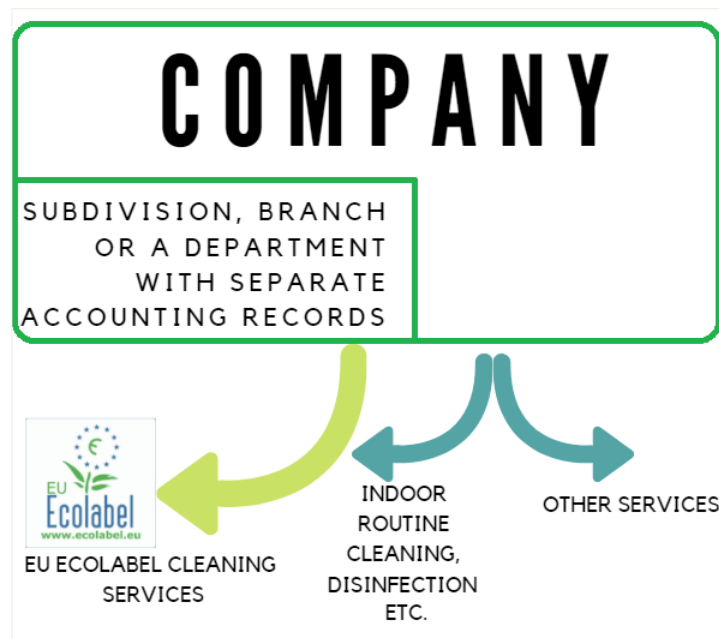 COMPANY
SUBDIVISION, BRANCH
OR A DEPARTMENT
WITH SEPARATE
ACCOUNTING RECORDS
EU
Ecolabel
www.ecolabel.eu
EU ECOLABEL CLEANING
SERVICES
INDOOR
ROUTINE
CLEANING,
DISINFECTION
ETC.
OTHER SERVICES